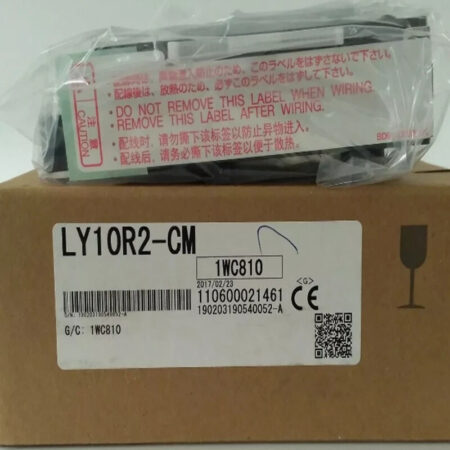 ・配線時は、異物混入防止のため、このラベルをはずさないで下さい。
・配線後は、放熱のため、必ずこのラベルをはずして下さい。
・DO NOT REMOVE THIS LABEL WHEN WIRING.
・REMOVE THIS LABEL AFTER WIRING.
・配线时，请勿撕下该标签以防止异物进入。
・配线后，请务必撕下该标签以便于散热。
注意
CAUTION
LY10R2-CM
1WC810
2017/02/23
<G>
110600021461
190203190540052-A
CE
S/N: 190203190540052-A
G/C: 1WC810